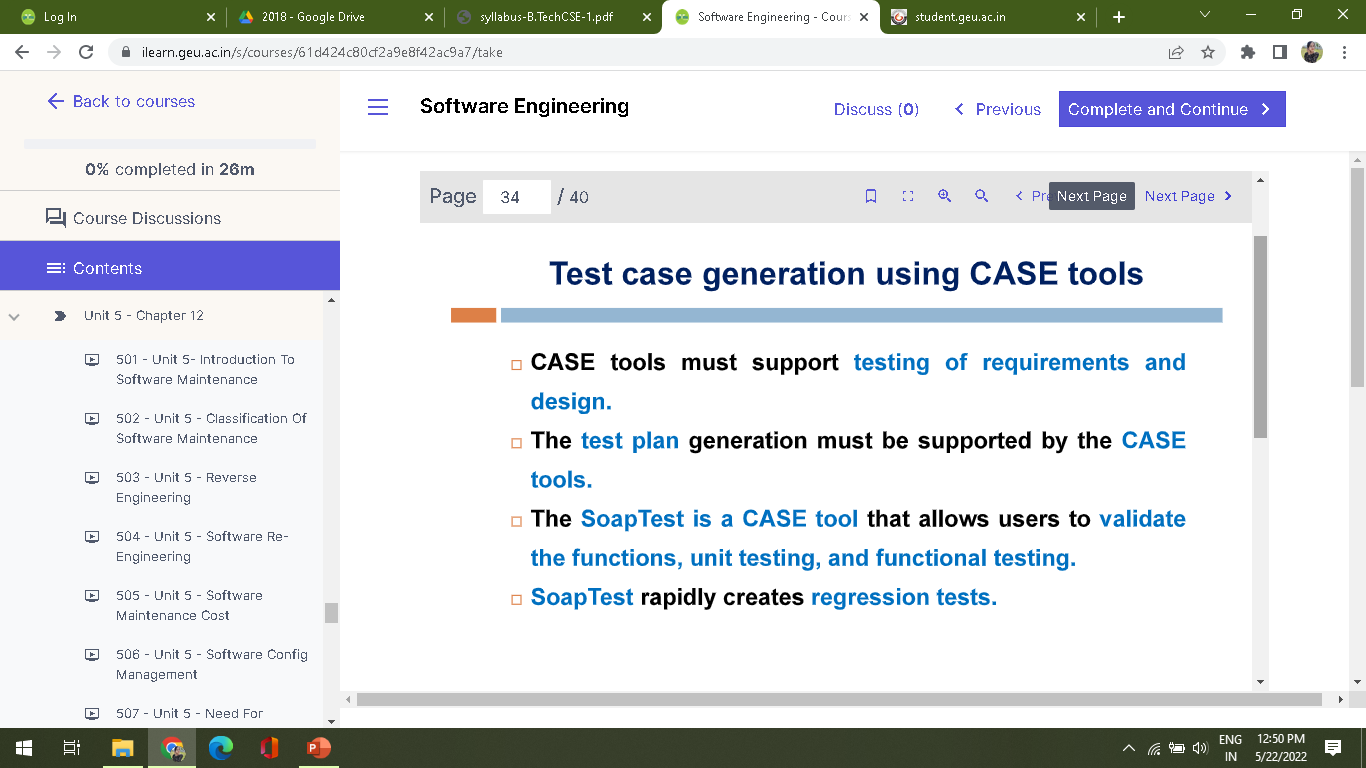 Log In
2018 - Google Drive
syllabus-B.TechCSE-1.pdf
Software Engineering - Cour
student.geu.ac.in
ilearn.geu.ac.in/s/courses/61d424c80cf2a9e8f42ac9a7/take
Back to courses
0% completed in 26m
Course Discussions
Contents
Unit 5 - Chapter 12
501 - Unit 5- Introduction To
Software Maintenance
502 - Unit 5 - Classification Of
Software Maintenance
503 - Unit 5 - Reverse
Engineering
504 - Unit 5 - Software Re-
Engineering
505 - Unit 5 - Software
Maintenance Cost
506 - Unit 5 - Software Config
Management
507 - Unit 5 - Need For
Software Engineering
Discuss (0)
Previous
Complete and Continue
Page 34 / 40
Pre
Next Page
Next Page
Test case generation using CASE tools
CASE tools must support testing of requirements and
design.
The test plan generation must be supported by the CASE
tools.
The SoapTest is a CASE tool that allows users to validate
the functions, unit testing, and functional testing.
SoapTest rapidly creates regression tests.
ENG
IN
12:50 PM
5/22/2022